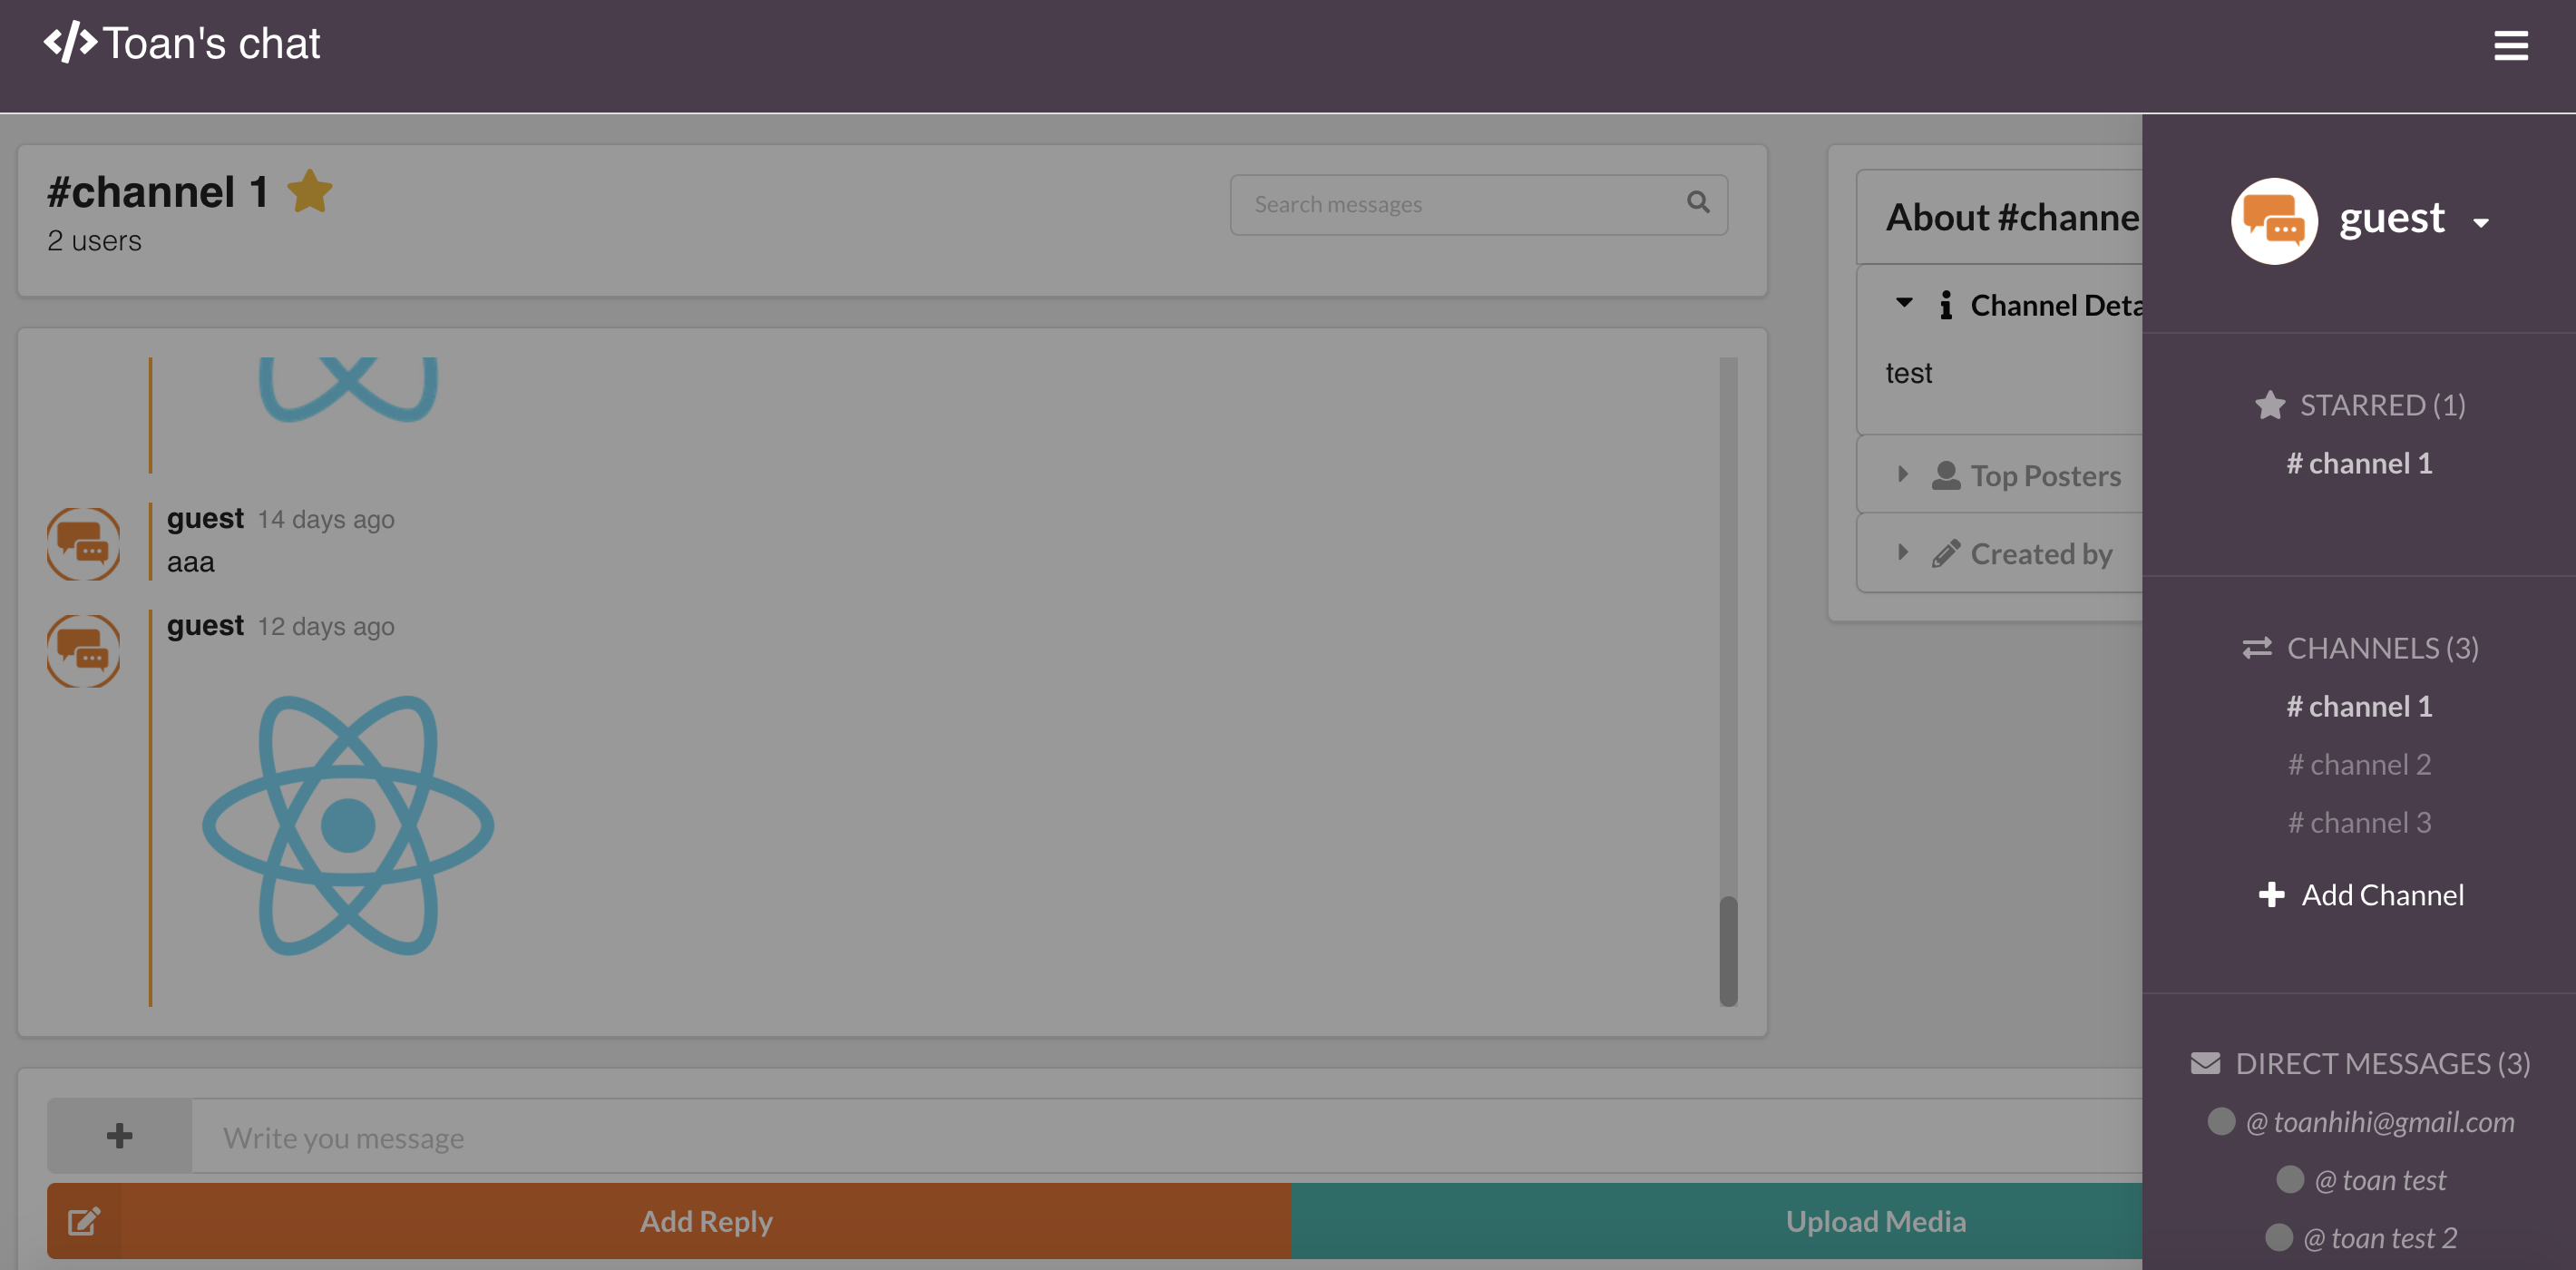 Toan's chat
#channel 1
2 users
Search messages
guest 14 days ago
aaa
guest 12 days ago
Write you message
Add Reply
Upload Media
About #channe
Channel Deta
test
Top Posters
Created by
guest
STARRED (1)
# channel 1
CHANNELS (3)
# channel 1
# channel 2
# channel 3
Add Channel
DIRECT MESSAGES (3)
@ toanhihi@gmail.com
@ toan test
@ toan test 2